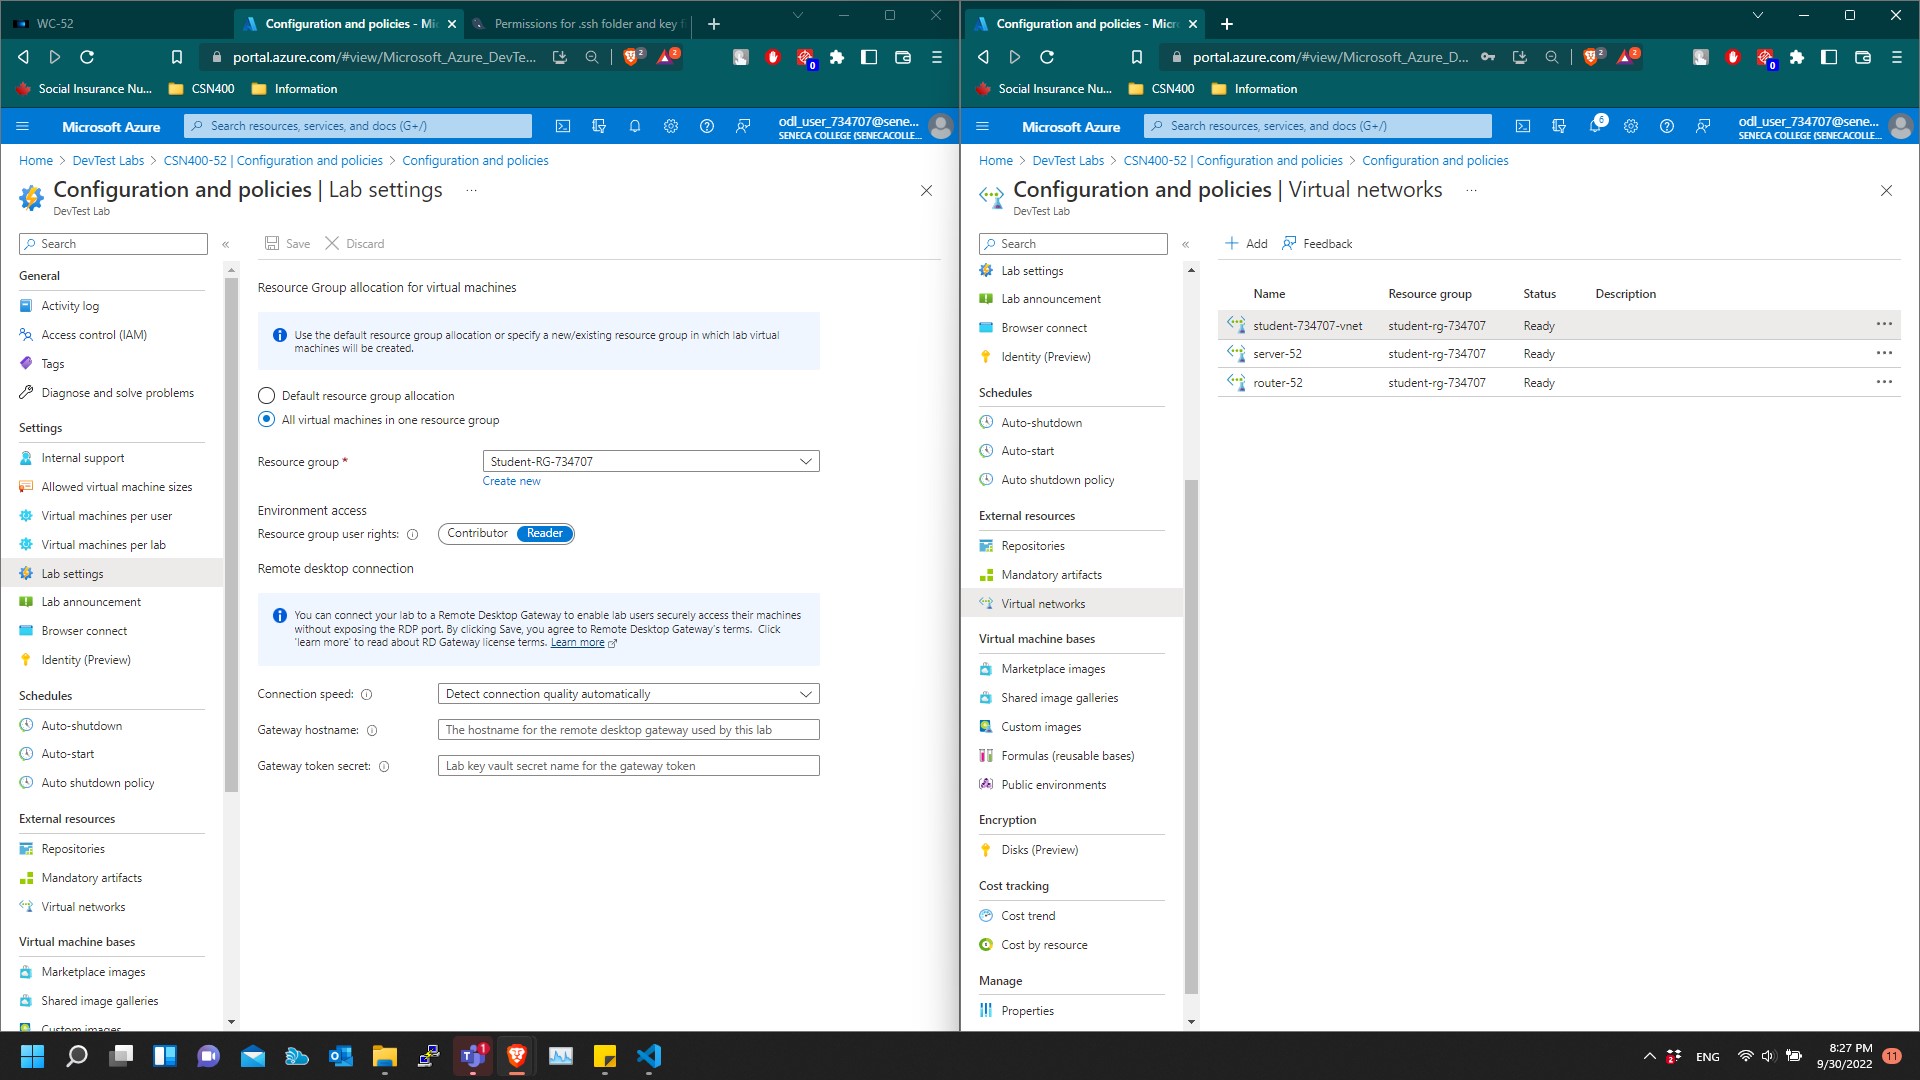 WC-52
Configuration and policies - Mic
Permissions for .ssh folder and key f
portal.azure.com/#view/Microsoft_Azure_DevTe...
2
2
0
Social Insurance Nu...
CSN400
Information
Microsoft Azure
Search resources, services, and docs (G+/)
odl_user_734707@sene...
SENECA COLLEGE (SENECACOLLE...
Home > DevTest Labs > CSN400-52 | Configuration and policies > Configuration and policies
Configuration and policies | Lab settings ...
DevTest Lab
Search
«
Save
Discard
General
Activity log
Access control (IAM)
Tags
Diagnose and solve problems
Settings
Internal support
Allowed virtual machine sizes
Virtual machines per user
Virtual machines per lab
Lab settings
Lab announcement
Browser connect
Identity (Preview)
Schedules
Auto-shutdown
Auto-start
Auto shutdown policy
External resources
Repositories
Mandatory artifacts
Virtual networks
Virtual machine bases
Marketplace images
Shared image galleries
Custom images
Resource Group allocation for virtual machines
Use the default resource group allocation or specify a new/existing resource group in which lab virtual
machines will be created.
Default resource group allocation
All virtual machines in one resource group
Resource group *
Student-RG-734707
Create new
Environment access
Resource group user rights:
Contributor
Reader
Remote desktop connection
You can connect your lab to a Remote Desktop Gateway to enable lab users securely access their machines
without exposing the RDP port. By clicking Save, you agree to Remote Desktop Gateway's terms. Click
'learn more' to read about RD Gateway license terms. Learn more
Connection speed:
Detect connection quality automatically
Gateway hostname:
The hostname for the remote desktop gateway used by this lab
Gateway token secret:
Lab key vault secret name for the gateway token
Configuration and policies - Micr
portal.azure.com/#view/Microsoft_Azure_D...
2
2
0
Social Insurance Nu...
CSN400
Information
Microsoft Azure
Search resources, services, and docs (G+/)
6
odl_user_734707@sene...
SENECA COLLEGE (SENECACOLLE...
Home > DevTest Labs > CSN400-52 | Configuration and policies > Configuration and policies
Configuration and policies | Virtual networks ...
DevTest Lab
Search
«
Add
Feedback
Lab settings
Lab announcement
Browser connect
Identity (Preview)
Schedules
Auto-shutdown
Auto-start
Auto shutdown policy
External resources
Repositories
Mandatory artifacts
Virtual networks
Virtual machine bases
Marketplace images
Shared image galleries
Custom images
Formulas (reusable bases)
Public environments
Encryption
Disks (Preview)
Cost tracking
Cost trend
Cost by resource
Manage
Properties
Name Resource group Status Description
student-734707-vnet student-rg-734707 Ready ...
server-52 student-rg-734707 Ready ...
router-52 student-rg-734707 Ready ...
1
2
ENG
8:27 PM
9/30/2022
11